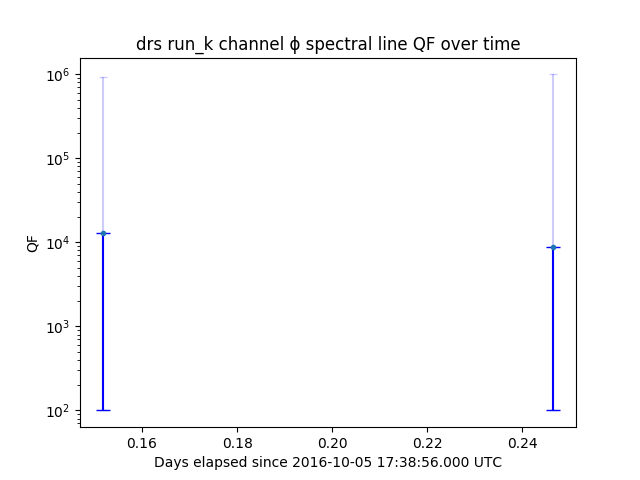 drs run_k channel ϕ spectral line QF over time
10⁶
10⁵
10⁴
10³
10²
QF
0.16 0.18 0.20 0.22 0.24
Days elapsed since 2016-10-05 17:38:56.000 UTC